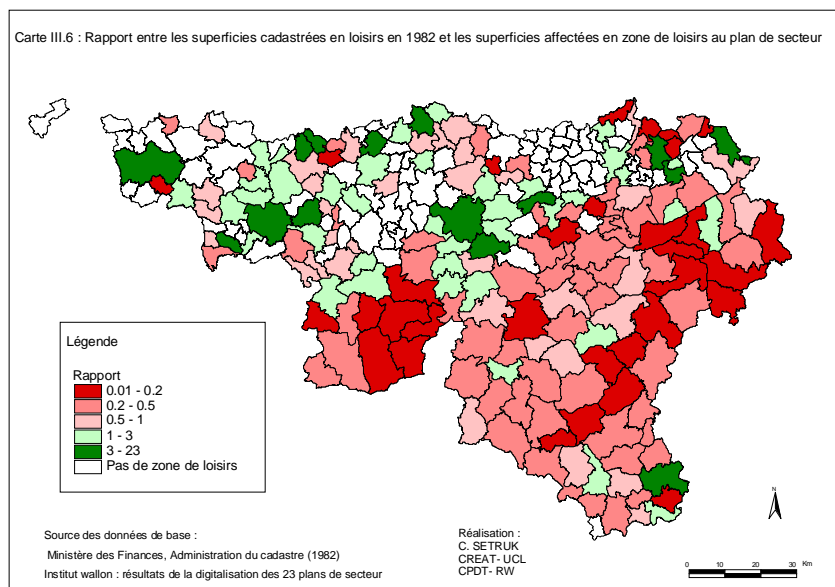 Carte III.6 : Rapport entre les superficies cadastrées en loisirs en 1982 et les superficies affectées en zone de loisirs au plan de secteur
Légende
Rapport
0.01 - 0.2
0.2 - 0.5
0.5 - 1
1 - 3
3 - 23
Pas de zone de loisirs
N
Source des données de base :
Ministère des Finances, Administration du cadastre (1982)
Institut wallon : résultats de la digitalisation des 23 plans de secteur
Réalisation :
C. SETRUK
CREAT- UCL
CPDT- RW
0 10 20 30 Km